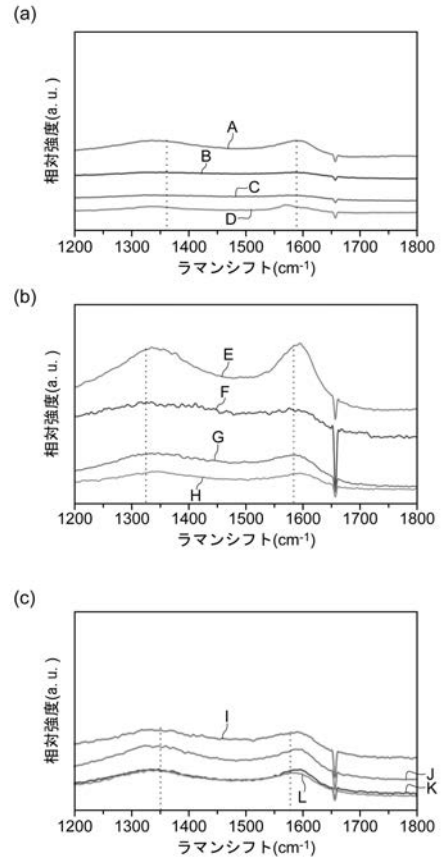 (a)
相対強度(a. u. )
A
B
C
D
1200 1300 1400 1500 1600 1700 1800
ラマンシフト(cm-1)
(b)
相対強度(a. u. )
E
F
G
H
1200 1300 1400 1500 1600 1700 1800
ラマンシフト(cm-1)
(c)
相対強度(a. u. )
I
J
K
L
1200 1300 1400 1500 1600 1700 1800
ラマンシフト(cm-1)